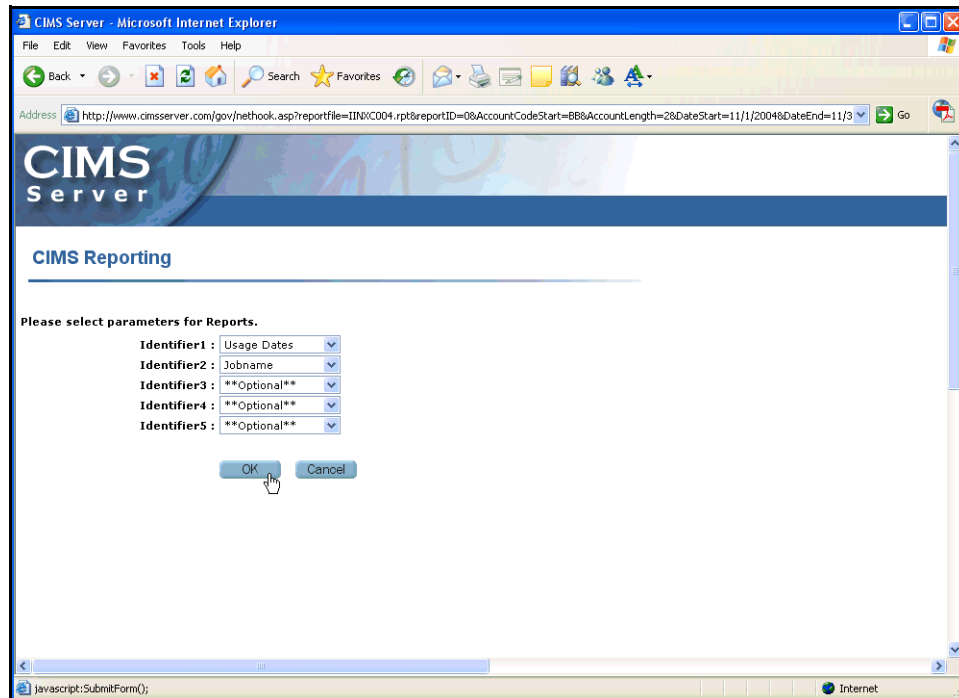 CIMS Server - Microsoft Internet Explorer
File Edit View Favorites Tools Help
Back Search Favorites
Address http://www.cimsserver.com/gov/nethook.asp?reportfile=IINXC004.rpt&reportID=0&AccountCodeStart=BB&AccountLength=2&DateStart=11/1/2004&DateEnd=11/3 Go
CIMS
Server
CIMS Reporting
Please select parameters for Reports.
Identifier1 : Usage Dates
Identifier2 : Jobname
Identifier3 : **Optional**
Identifier4 : **Optional**
Identifier5 : **Optional**
OK Cancel
javascript:SubmitForm(); Internet